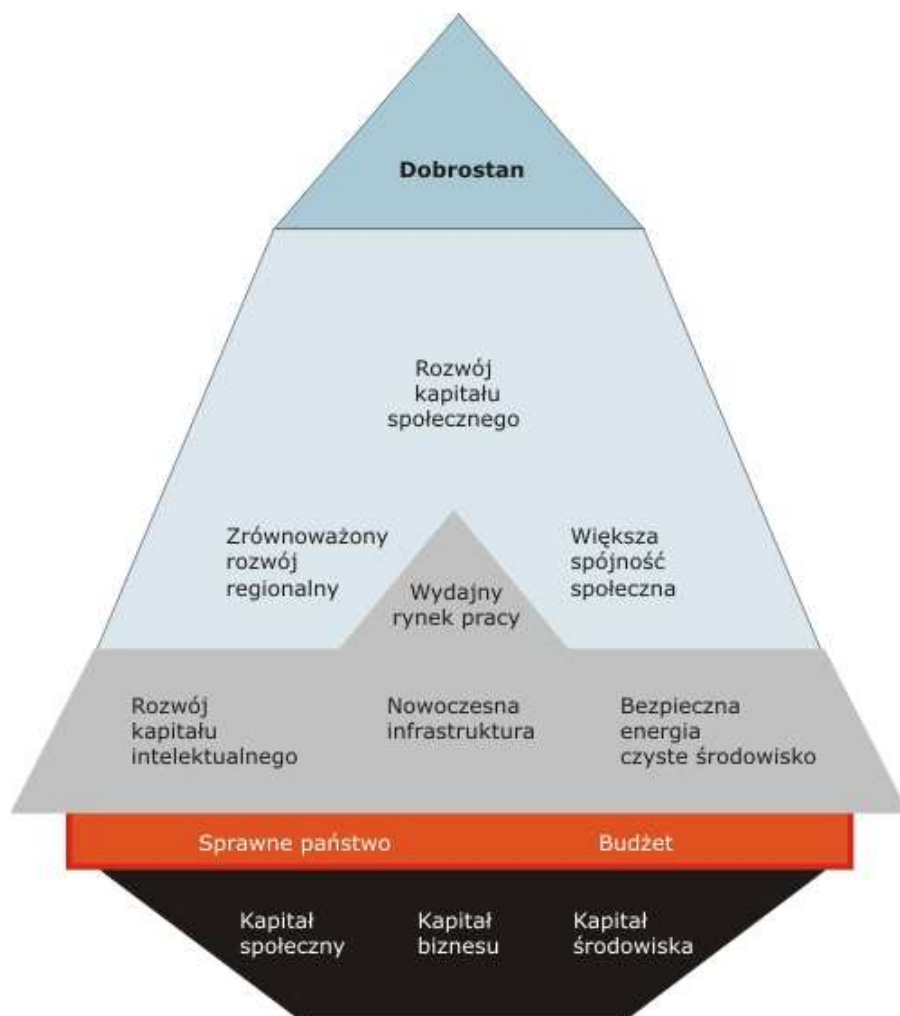 Dobrostan
Rozwój
kapitału
społecznego
Zrównoważony
rozwój
regionalny
Większa
spójność
społeczna
Wydajny
rynek pracy
Rozwój
kapitału
intelektualnego
Nowoczesna
infrastruktura
Bezpieczna
energia
czyste środowisko
Sprawne państwo
Budżet
Kapitał
społeczny
Kapitał
biznesu
Kapitał
środowiska